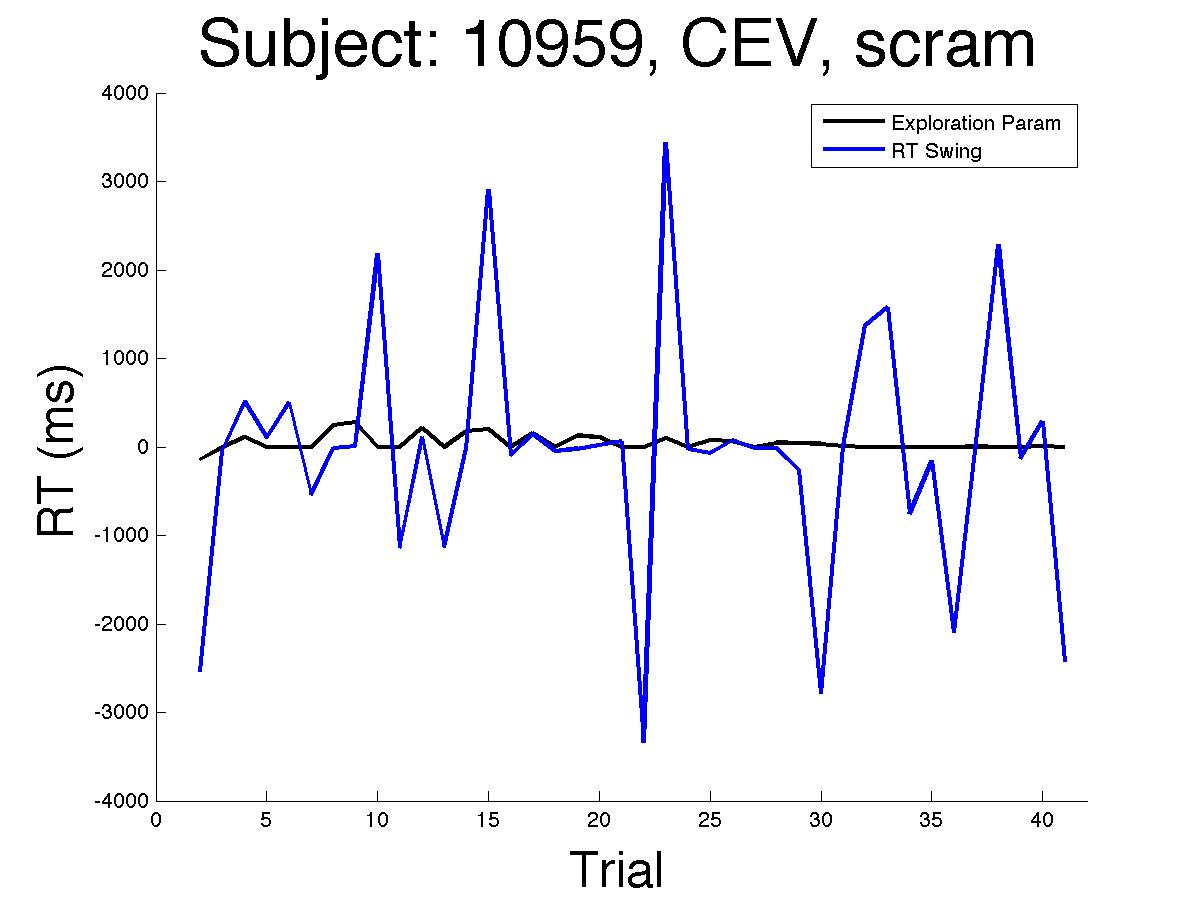 Subject: 10959, CEV, scram
4000
3000
2000
1000
0
-1000
-2000
-3000
-4000
RT (ms)
Exploration Param
RT Swing
0 5 10 15 20 25 30 35 40
Trial